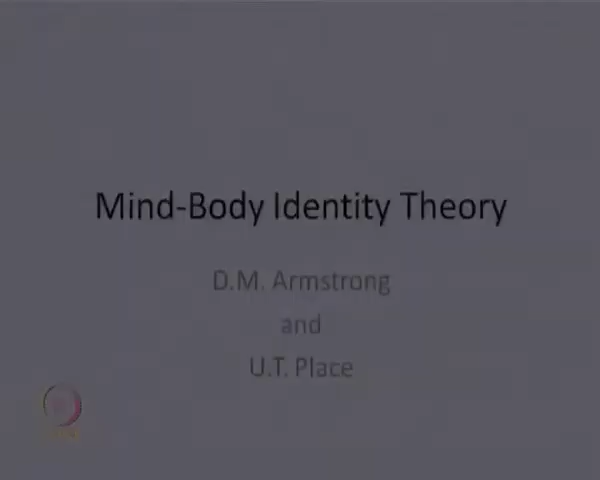 Mind-Body Identity Theory
D.M. Armstrong
and
U.T. Place